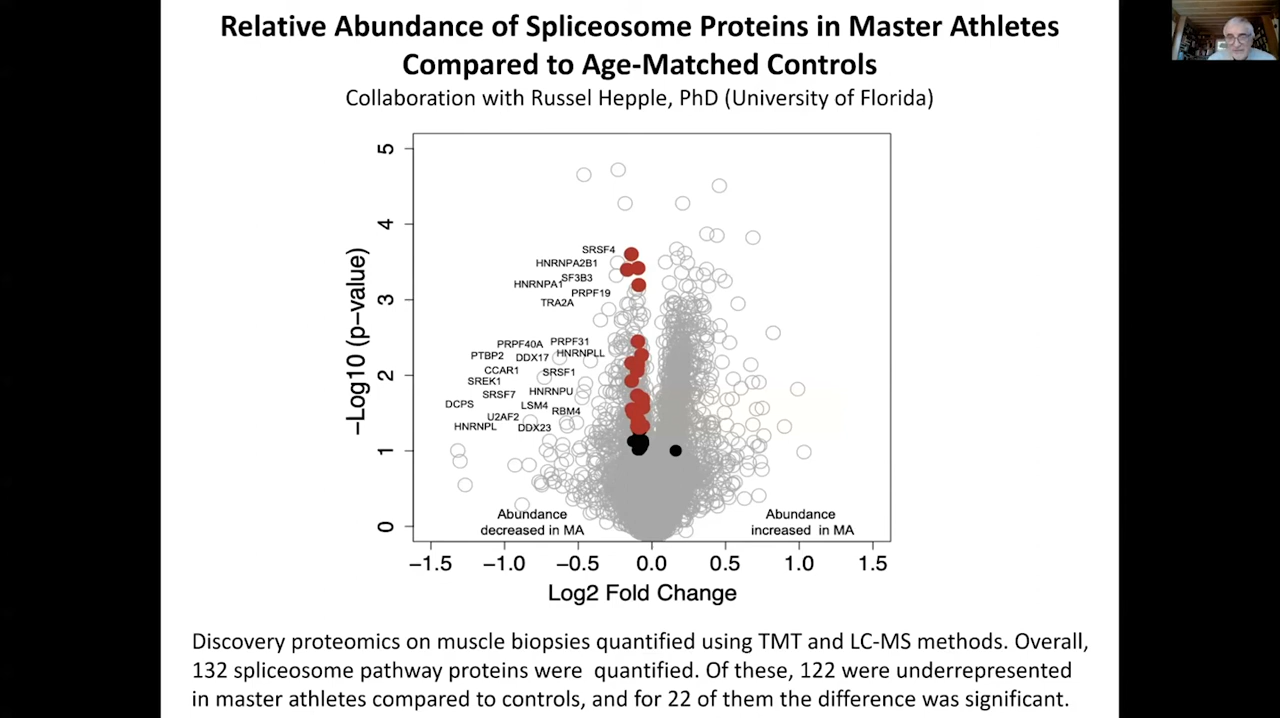 Relative Abundance of Spliceosome Proteins in Master Athletes
Compared to Age-Matched Controls
Collaboration with Russel Hepple, PhD (University of Florida)
−Log10 (p−value)
5
4
3
2
1
0
SRSF4
HNRNPA2B1
SF3B3
HNRNPA1
PRPF19
TRA2A
PRPF40A PRPF31
PTBP2 DDX17 HNRNPLL
CCAR1 SRSF1
SREK1
SRSF7 HNRNPU
DCPS LSM4 RBM4
U2AF2
HNRNPL DDX23
Abundance
decreased in MA
Abundance
increased in MA
−1.5 −1.0 −0.5 0.0 0.5 1.0 1.5
Log2 Fold Change
Discovery proteomics on muscle biopsies quantified using TMT and LC-MS methods. Overall,
132 spliceosome pathway proteins were quantified. Of these, 122 were underrepresented
in master athletes compared to controls, and for 22 of them the difference was significant.